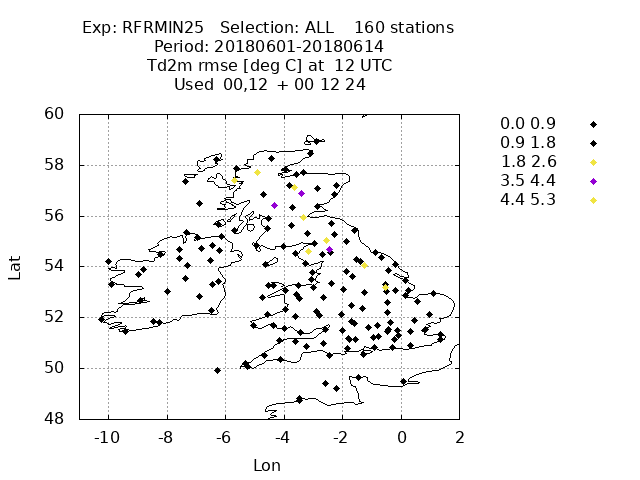 Exp: RFRMIN25   Selection: ALL    160 stations
Period: 20180601-20180614
Td2m rmse [deg C] at  12 UTC
Used  00,12  + 00 12 24
60
58
56
54
52
50
48
Lat
-10 -8 -6 -4 -2 0 2
Lon
0.0 0.9
0.9 1.8
1.8 2.6
3.5 4.4
4.4 5.3